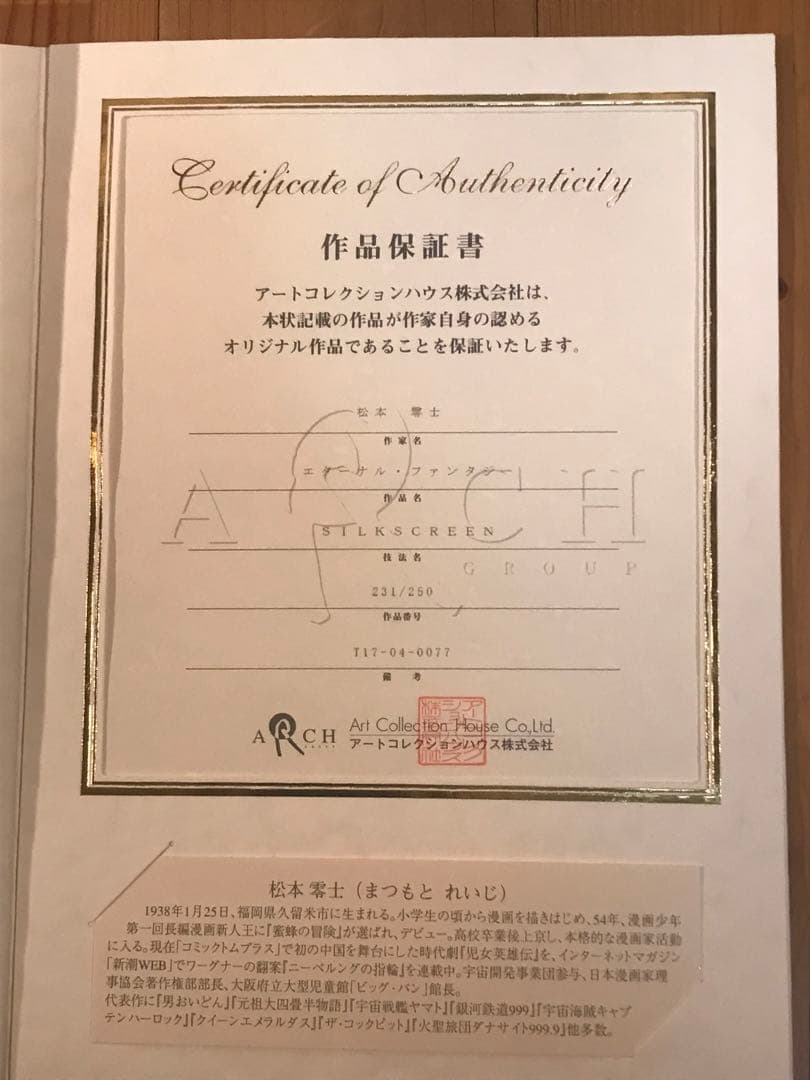 Certificate of Authenticity
作品保証書
アートコレクションハウス株式会社は、
本状記載の作品が作家自身の認める
オリジナル作品であることを保証いたします。
松本 零士
作家名
エターナル・ファンタジー
作品名
SILKSCREEN
技法名
231/250
作品番号
T17-04-0077
備考
ARCH
GROUP
ARCH
Art Collection House Co.,Ltd.
アートコレクションハウス株式会社
松本 零士（まつもと れいじ）
1938年1月25日、福岡県久留米市に生まれる。小学生の頃から漫画を描きはじめ、54年、漫画少年
第一回長編漫画新人王に『蜜蜂の冒険』が選ばれ、デビュー。高校卒業後上京し、本格的な漫画家活動
に入る。現在「コミックトムプラス」で初の中国を舞台にした時代劇『児女英雄伝』を、インターネットマガジン
「新潮WEB」でワーグナーの翻案『ニーベルングの指輪』を連載中。宇宙開発事業団参与、日本漫画家理
事協会著作権部部長、大阪府立大型児童館「ビッグ・バン」館長。
代表作に『男おいどん』『元祖大四畳半物語』『宇宙戦艦ヤマト』『銀河鉄道999』『宇宙海賊キャプ
テンハーロック』『クイーンエメラルダス』『ザ・コックピット』『火聖旅団ダナサイト999.9』他多数。